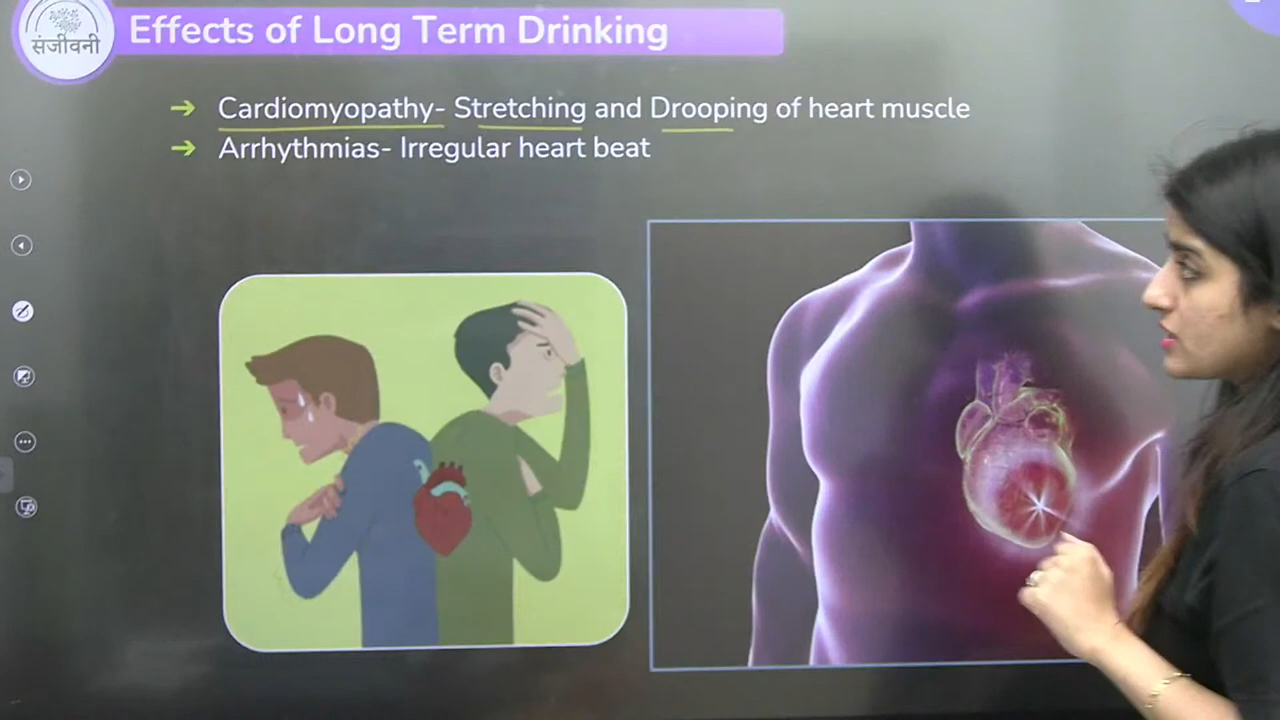 संजीवनी
Effects of Long Term Drinking
→ Cardiomyopathy- Stretching and Drooping of heart muscle
→ Arrhythmias- Irregular heart beat